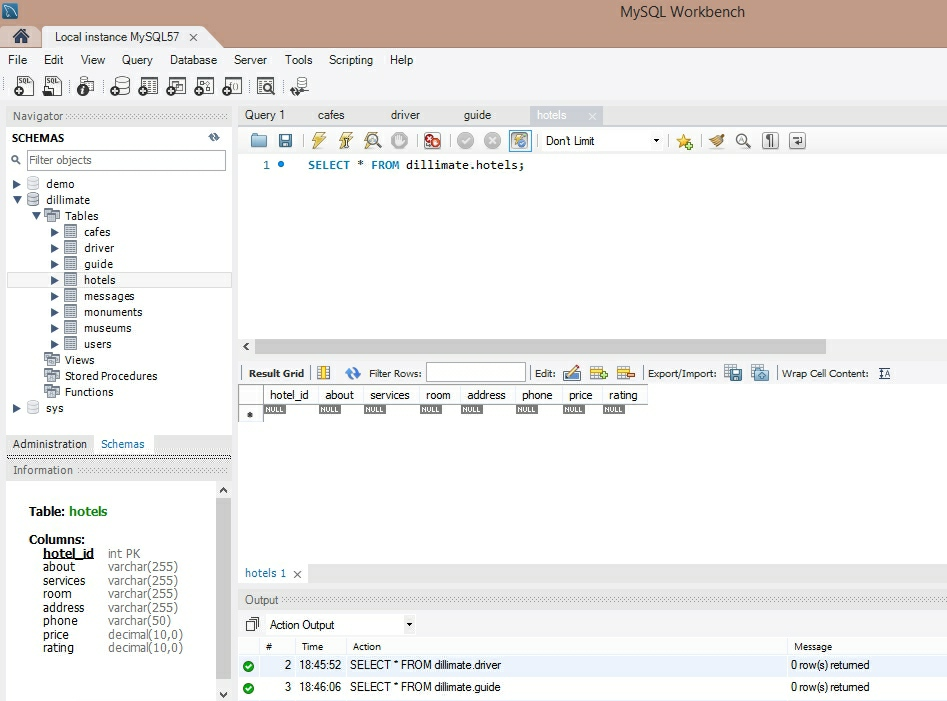 MySQL Workbench
Local instance MySQL57
File Edit View Query Database Server Tools Scripting Help
Navigator
SCHEMAS
Filter objects
demo
dillimate
Tables
cafes
driver
guide
hotels
messages
monuments
museums
users
Views
Stored Procedures
Functions
sys
Administration Schemas
Information
Table: hotels
Columns:
hotel_id int PK
about varchar(255)
services varchar(255)
room varchar(255)
address varchar(255)
phone varchar(50)
price decimal(10,0)
rating decimal(10,0)
Query 1 cafes driver guide hotels
Don't Limit
1 SELECT * FROM dillimate.hotels;
Result Grid Filter Rows: Edit: Export/Import: Wrap Cell Content:
hotel_id about services room address phone price rating
NULL NULL NULL NULL NULL NULL NULL NULL
hotels 1
Output
Action Output
# Time Action Message
2 18:45:52 SELECT * FROM dillimate.driver 0 row(s) returned
3 18:46:06 SELECT * FROM dillimate.guide 0 row(s) returned